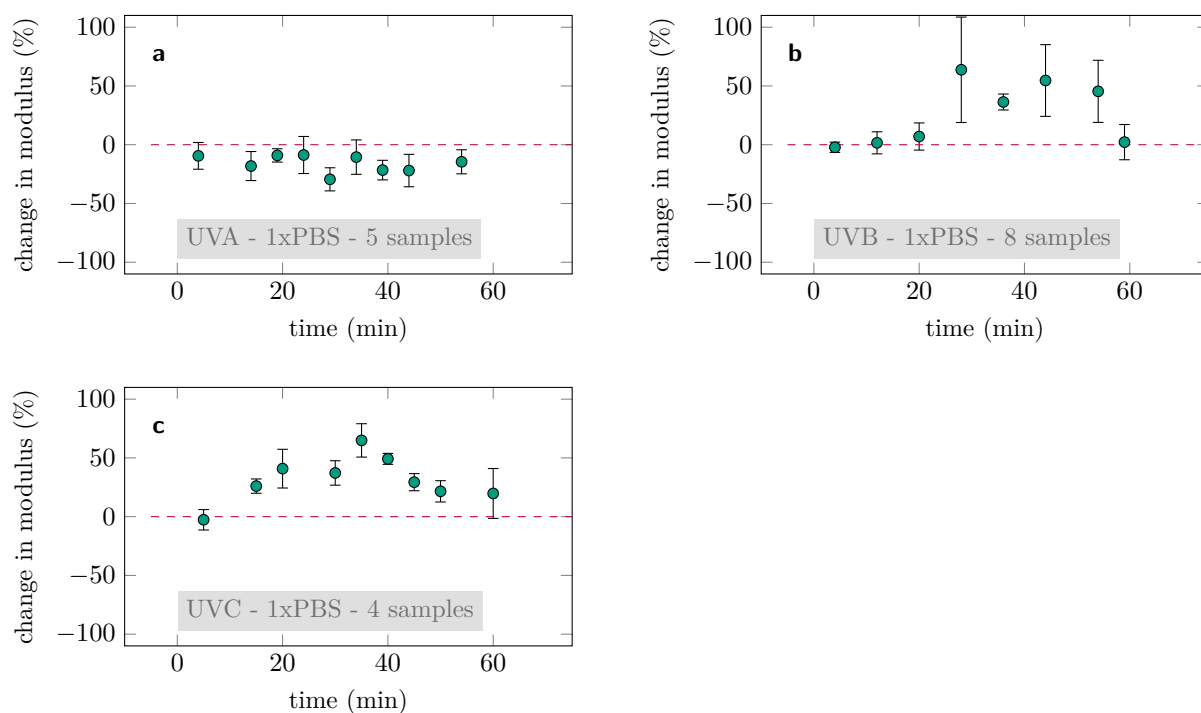 100
50
0
−50
−100
change in modulus (%)
a
UVA - 1xPBS - 5 samples
0
20
40
60
time (min)
100
50
0
−50
−100
change in modulus (%)
b
UVB - 1xPBS - 8 samples
0
20
40
60
time (min)
100
50
0
−50
−100
change in modulus (%)
c
UVC - 1xPBS - 4 samples
0
20
40
60
time (min)